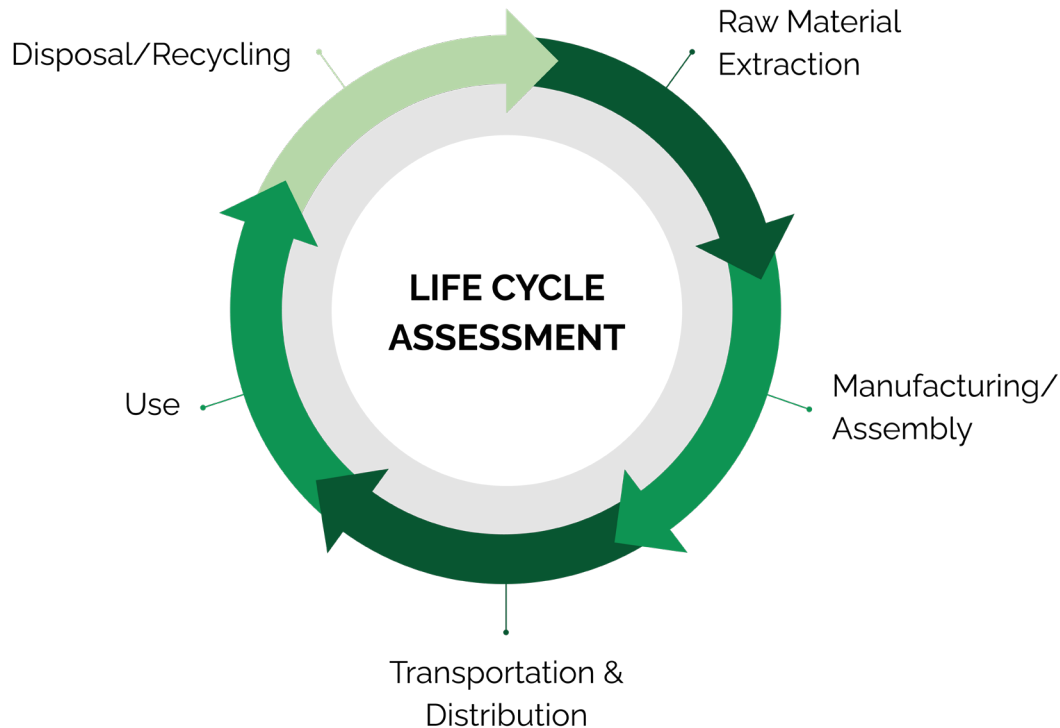 LIFE CYCLE
ASSESSMENT
Raw Material
Extraction
Manufacturing/
Assembly
Transportation &
Distribution
Use
Disposal/Recycling